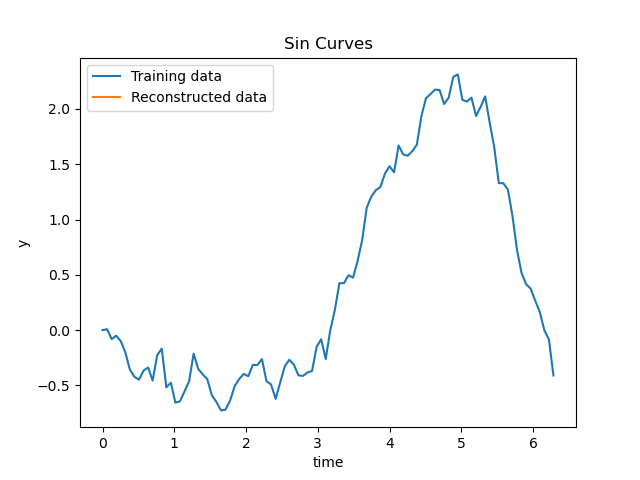 Sin Curves
Training data
Reconstructed data
2.0
1.5
1.0
0.5
0.0
−0.5
y
0 1 2 3 4 5 6
time